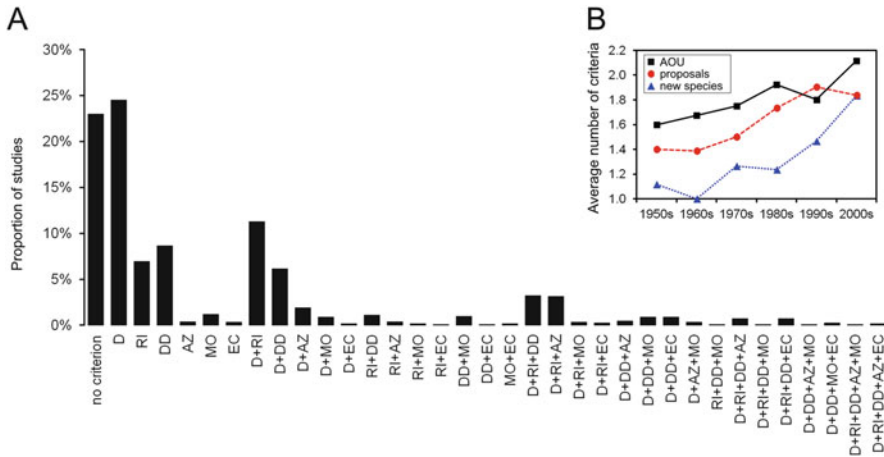 A
30%
25%
20%
15%
10%
5%
0%
Proportion of studies
no criterion
D
RI
DD
AZ
MO
EC
D+RI
D+DD
D+AZ
D+MO
D+EC
RI+DD
RI+AZ
RI+MO
RI+EC
DD+MO
DD+EC
MO+EC
D+RI+DD
D+RI+AZ
D+RI+MO
D+RI+EC
D+DD+AZ
D+DD+MO
D+DD+EC
D+AZ+MO
RI+DD+MO
D+RI+DD+AZ
D+RI+DD+MO
D+RI+DD+EC
D+DD+AZ+MO
D+DD+MO+EC
D+RI+DD+AZ+MO
D+RI+DD+AZ+EC
B
2.2
2.0
1.8
1.6
1.4
1.2
1.0
Average number of criteria
AOU
proposals
new species
1950s 1960s 1970s 1980s 1990s 2000s